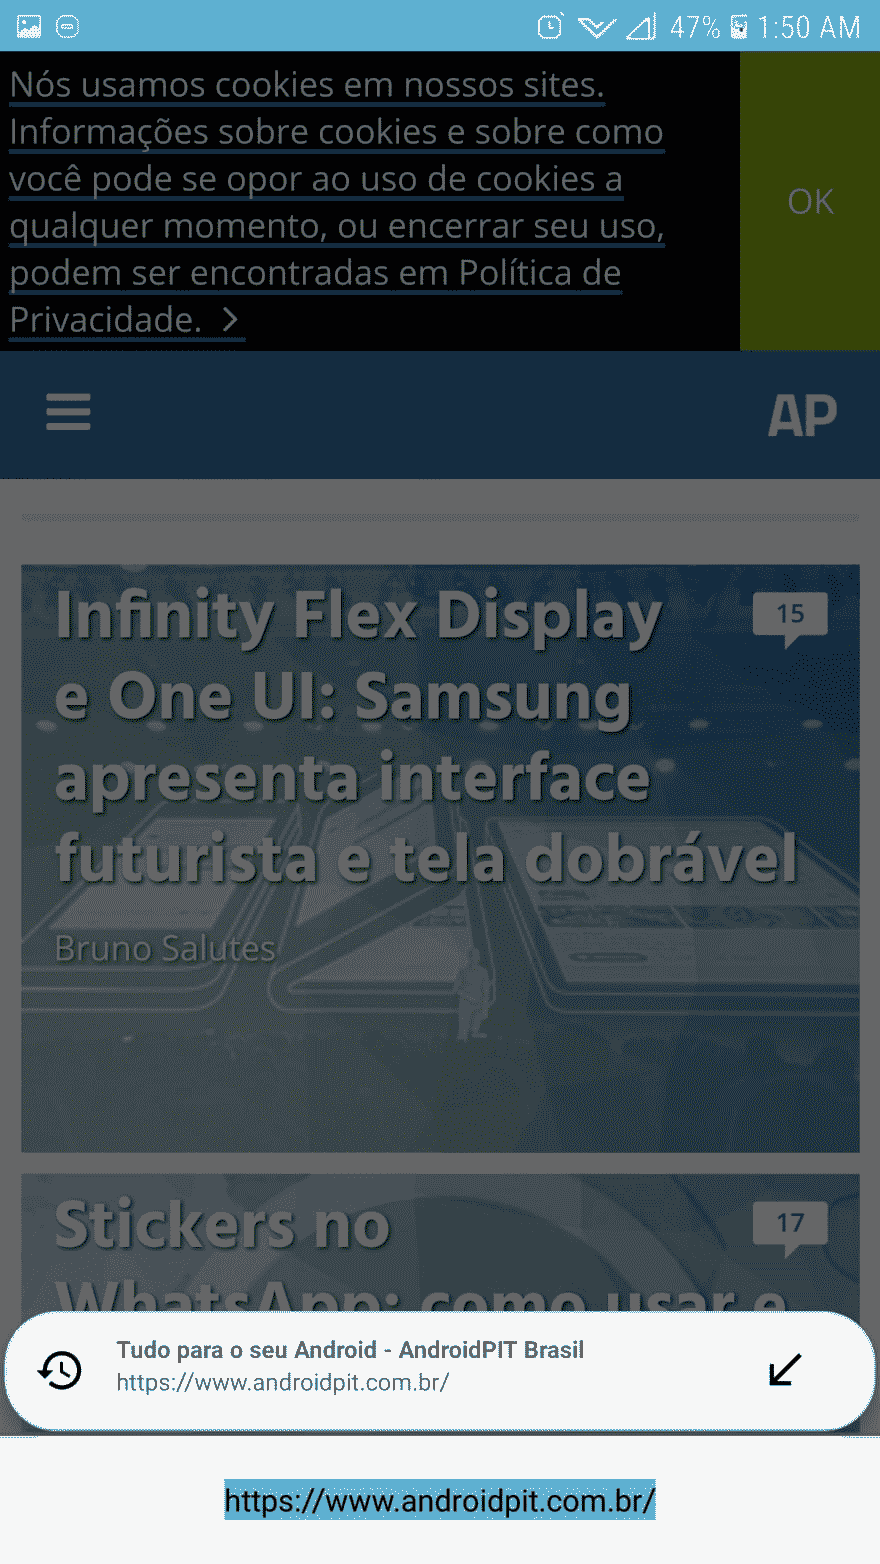 47% 1:50 AM
Nós usamos cookies em nossos sites.
Informações sobre cookies e sobre como
você pode se opor ao uso de cookies a
qualquer momento, ou encerrar seu uso,
podem ser encontradas em Política de
Privacidade.
OK
AP
Infinity Flex Display
e One UI: Samsung
apresenta interface
futurista e tela dobrável
15
Bruno Salutes
Stickers no
17
WhatsApp: como usar e
Tudo para o seu Android - AndroidPIT Brasil
https://www.androidpit.com.br/
https://www.androidpit.com.br/